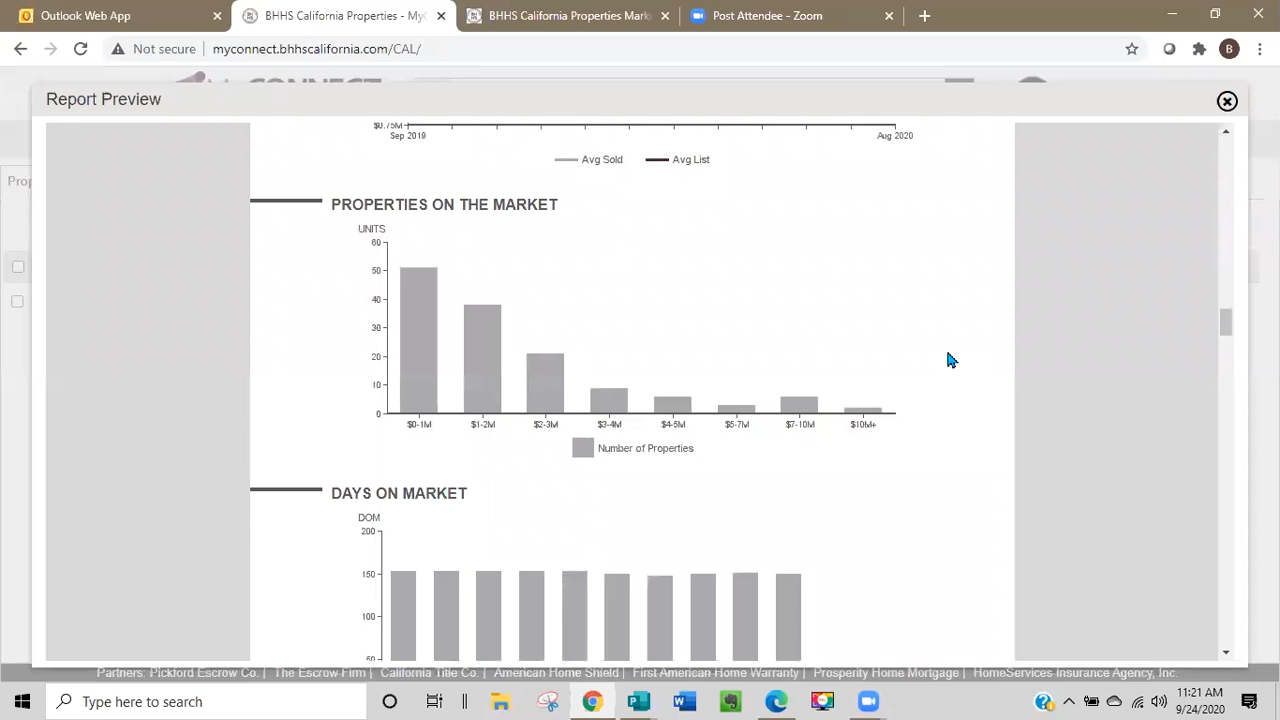 Outlook Web App
BHHS California Properties - MyC
BHHS California Properties Mark
Post Attendee - Zoom
Not secure
myconnect.bhhscalifornia.com/CAL/
B
Report Preview
Prop
$0.75M
Sep 2019
Aug 2020
Avg Sold
Avg List
PROPERTIES ON THE MARKET
UNITS
60
50
40
30
20
10
0
$0-1M $1-2M $2-3M $3-4M $4-5M $5-7M $7-10M $10M+
Number of Properties
DAYS ON MARKET
DOM
200
150
100
50
Partners: Pickford Escrow Co. | The Escrow Firm | California Title Co. | American Home Shield | First American Home Warranty | Prosperity Home Mortgage | HomeServices Insurance Agency, Inc.
Type here to search
11:21 AM
9/24/2020